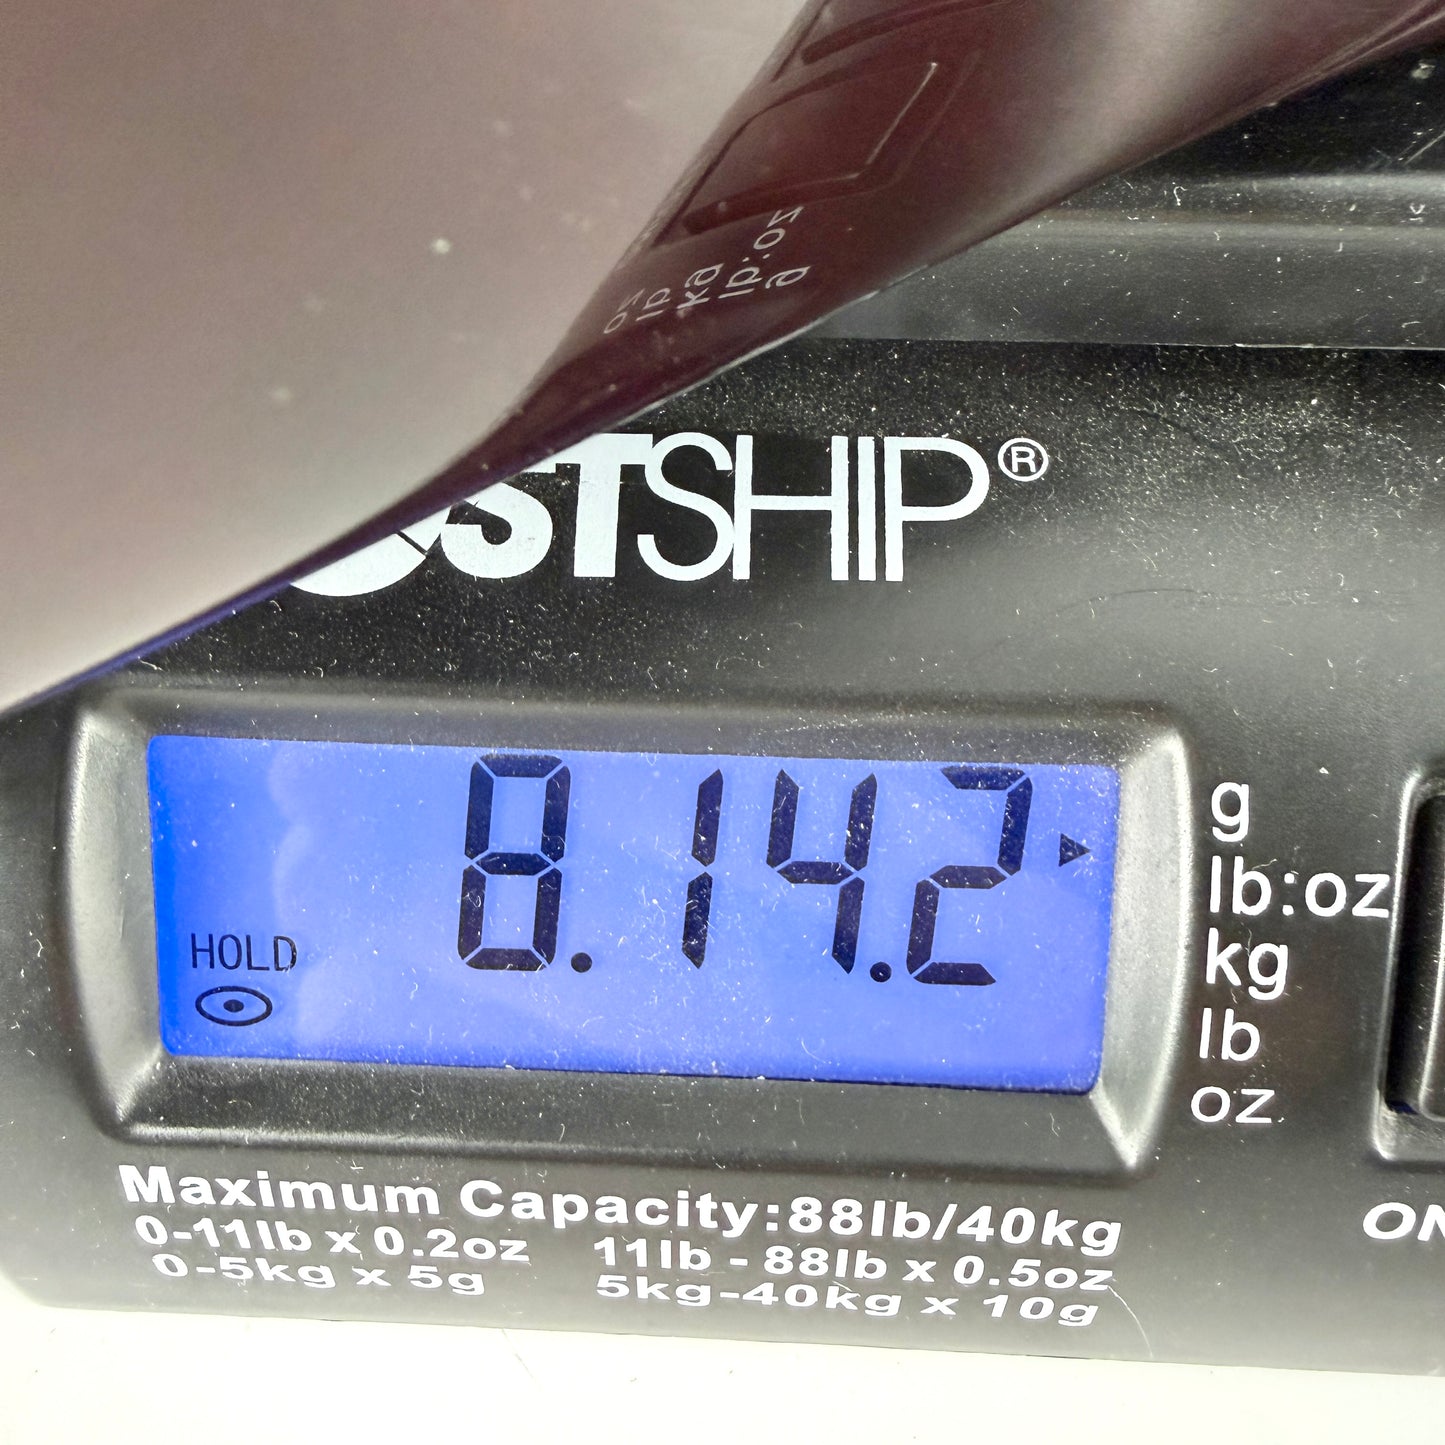 STSHIP®
8.14.2
HOLD
g
lb:oz
kg
lb
oz
Maximum Capacity:88lb/40kg
0-11lb x 0.2oz 11lb - 88lb x 0.5oz
0-5kg x 5g 5kg-40kg x 10g
ON